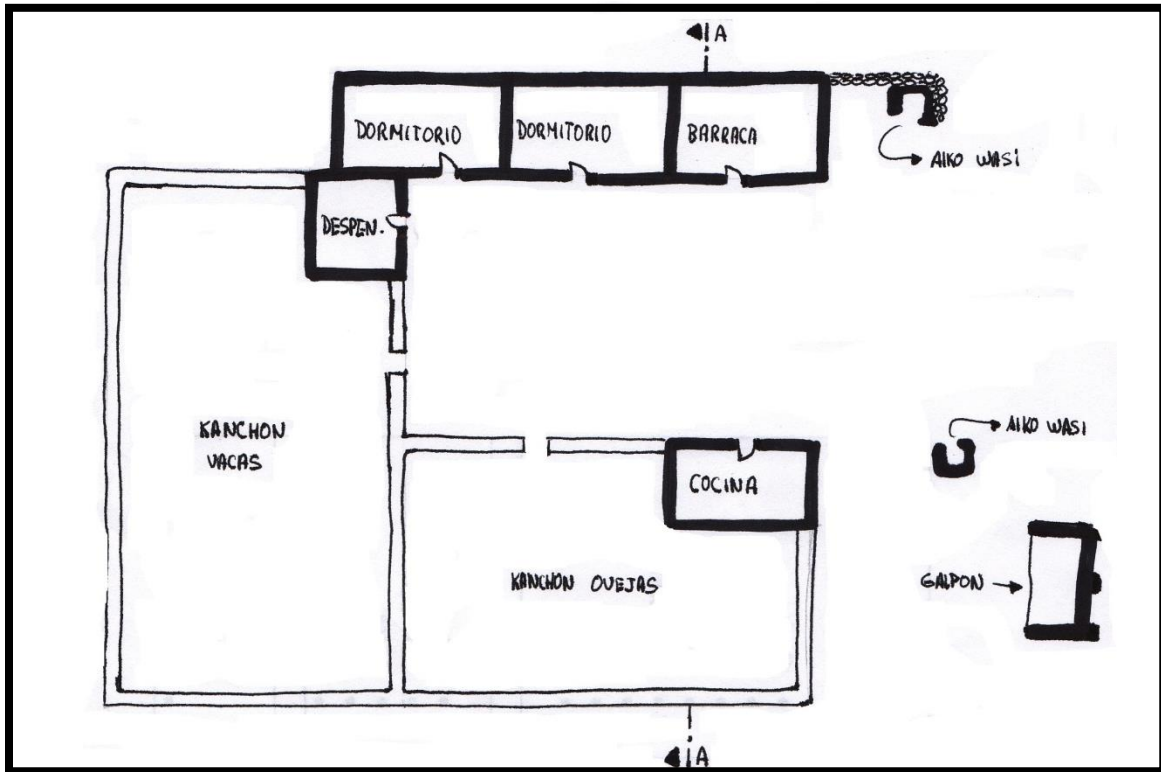 A
DORMITORIO
DORMITORIO
BARRACA
AIKO WASI
DESPEN.
KANCHON
VACAS
AIKO WASI
COCINA
KANCHON OVEJAS
GALPON
A